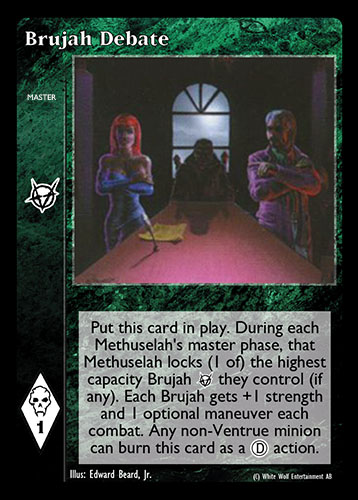 Brujah Debate
MASTER
Put this card in play. During each
Methuselah's master phase, that
Methuselah locks (1 of) the highest
capacity Brujah they control (if
any). Each Brujah gets +1 strength
and 1 optional maneuver each
combat. Any non-Ventrue minion
can burn this card as a Ⓓ action.
1
Illus: Edward Beard, Jr.
(C) White Wolf Entertainment AB